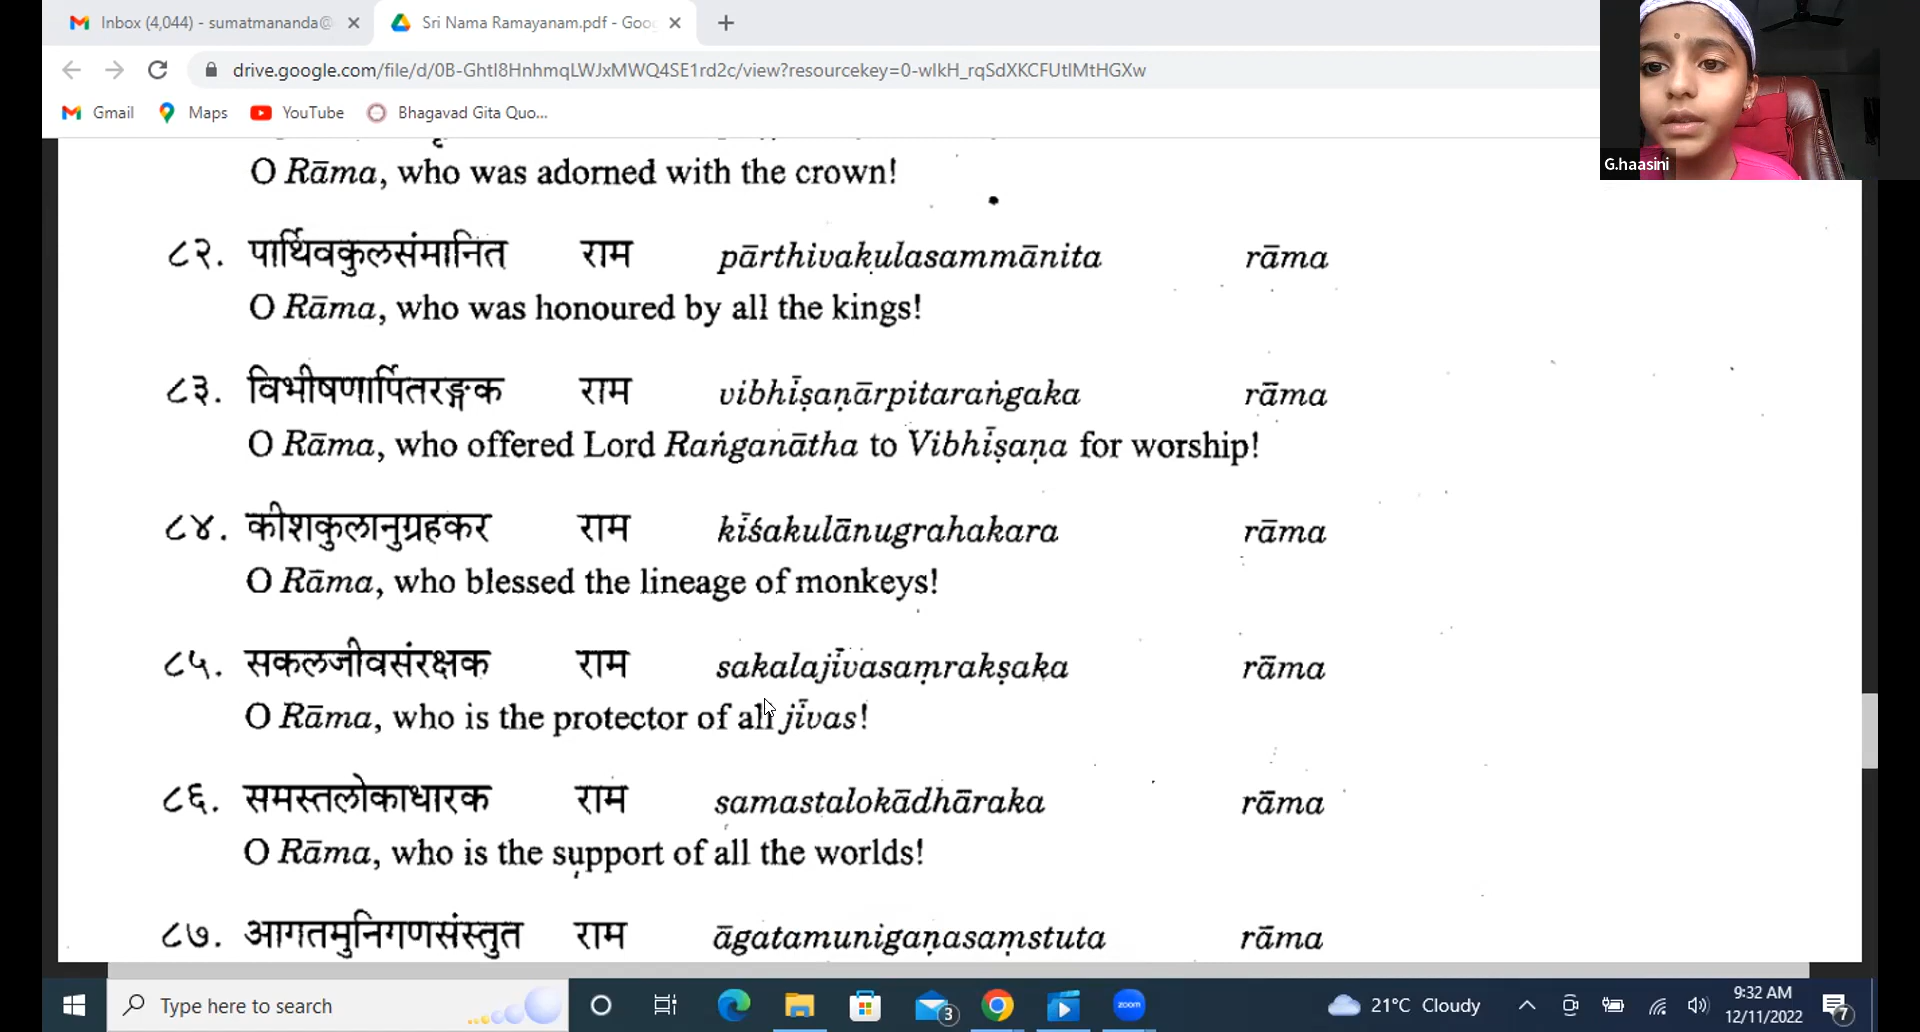 Inbox (4,044) - sumatmananda@
Sri Nama Ramayanam.pdf - Goo
drive.google.com/file/d/0B-Ghtl8HnhmqLWJxMWQ4SE1rd2c/view?resourcekey=0-wlkH_rqSdXKCFUtlMtHGXw
Gmail Maps YouTube Bhagavad Gita Quo...
G.haasini
O Rāma, who was adorned with the crown!
८२. पार्थिवकुलसंमानित राम pārthivakulasammānita rāma
O Rāma, who was honoured by all the kings!
८३. विभीषणार्पितरङ्गक राम vibhīṣaṇārpitaraṅgaka rāma
O Rāma, who offered Lord Raṅganātha to Vibhīṣaṇa for worship!
८४. कीशकुलानुग्रहकर राम kīśakulānugrahakara rāma
O Rāma, who blessed the lineage of monkeys!
८५. सकलजीवसंरक्षक राम sakalajīvasaṃrakṣaka rāma
O Rāma, who is the protector of all jīvas!
८६. समस्तलोकाधारक राम samastalokādhāraka rāma
O Rāma, who is the support of all the worlds!
८७. आगतमुनिगणसंस्तुत राम āgatamunigaṇasaṃstuta rāma
Type here to search
3
zoom
21°C Cloudy
9:32 AM
12/11/2022
7